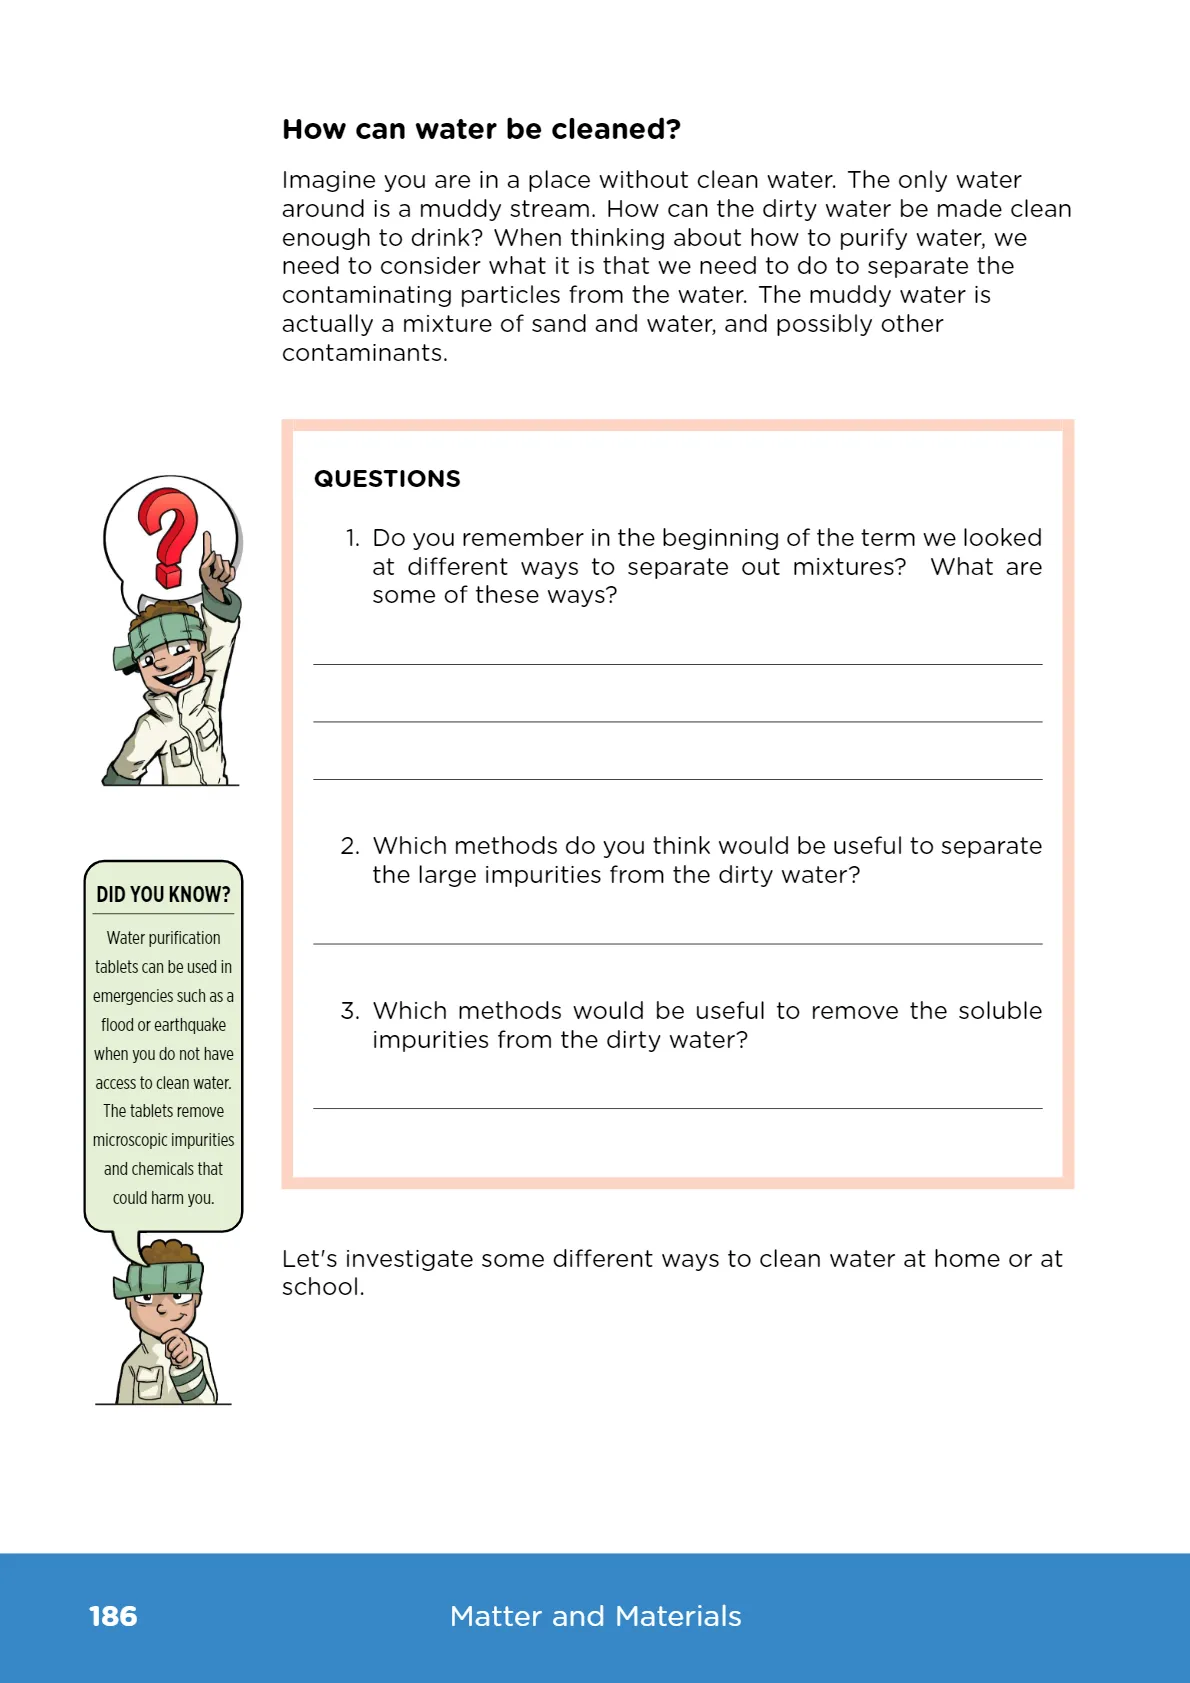 How can water be cleaned?
Imagine you are in a place without clean water. The only water
around is a muddy stream. How can the dirty water be made clean
enough to drink? When thinking about how to purify water, we
need to consider what it is that we need to do to separate the
contaminating particles from the water. The muddy water is
actually a mixture of sand and water, and possibly other
contaminants.
QUESTIONS
1. Do you remember in the beginning of the term we looked
at different ways to separate out mixtures? What are
some of these ways?
2. Which methods do you think would be useful to separate
the large impurities from the dirty water?
3. Which methods would be useful to remove the soluble
impurities from the dirty water?
?
DID YOU KNOW?
Water purification
tablets can be used in
emergencies such as a
flood or earthquake
when you do not have
access to clean water.
The tablets remove
microscopic impurities
and chemicals that
could harm you.
Let's investigate some different ways to clean water at home or at
school.
186
Matter and Materials